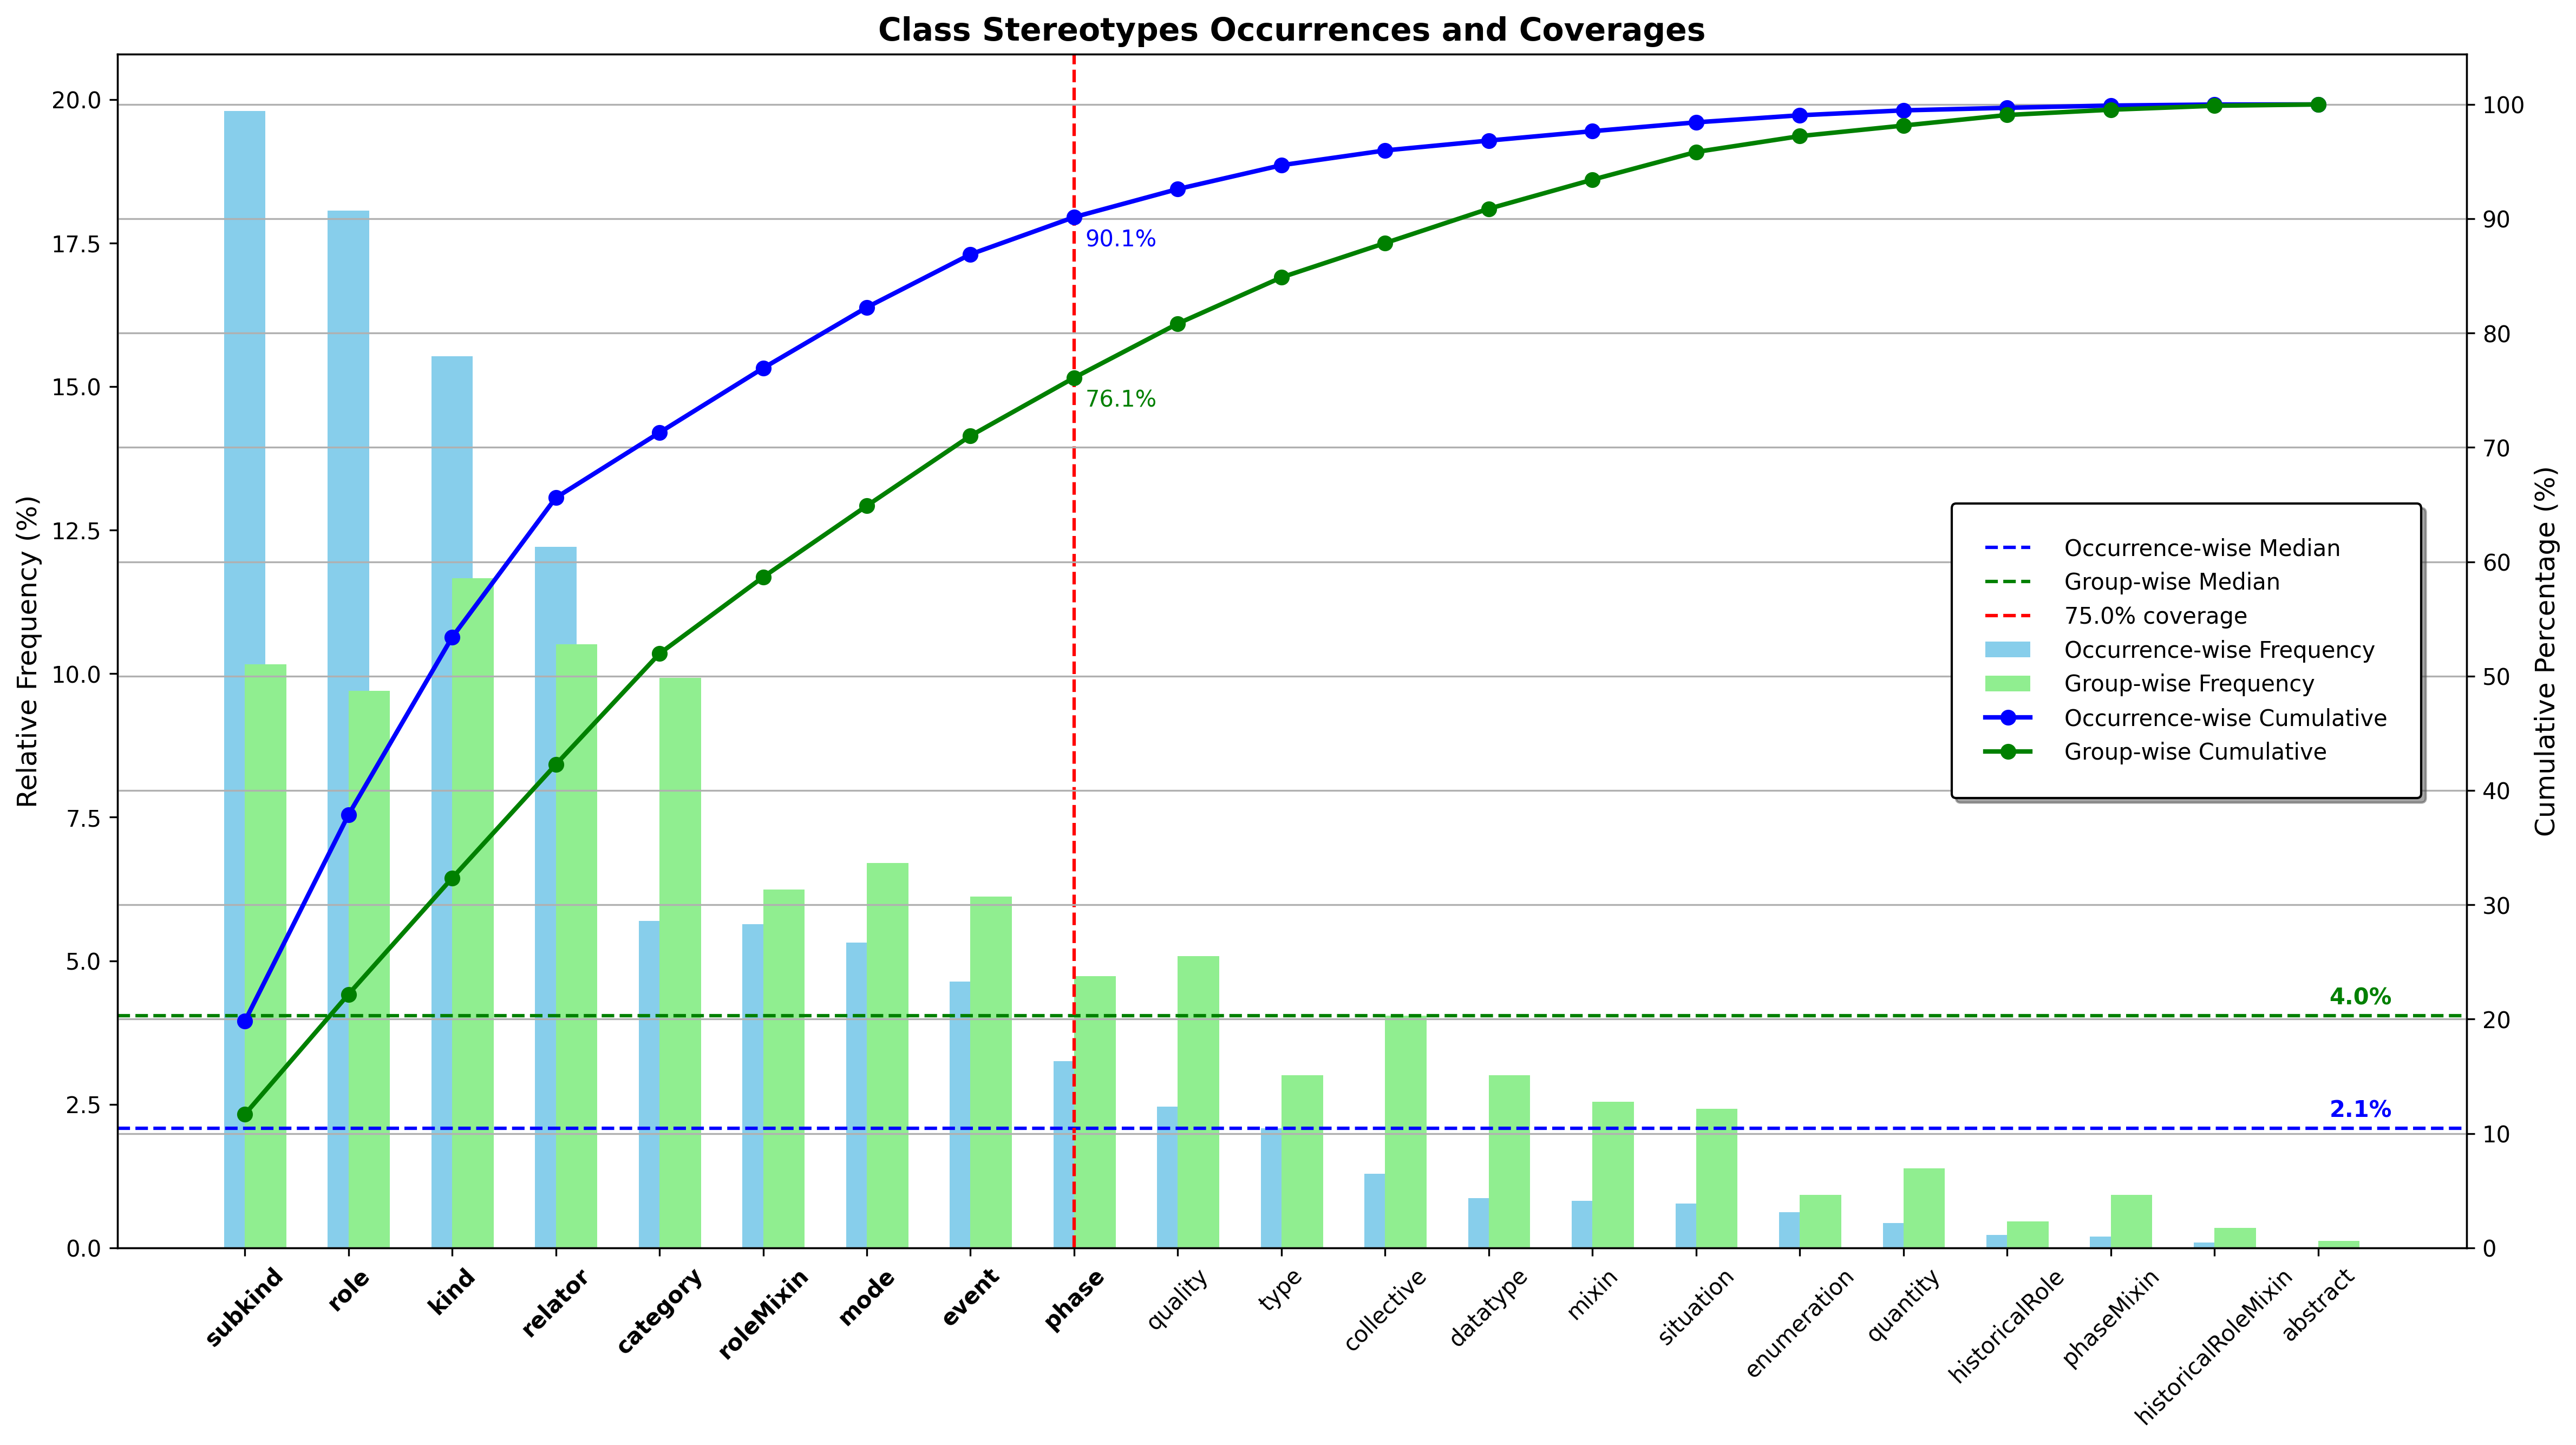 Class Stereotypes Occurrences and Coverages
Relative Frequency (%)
20.0
17.5
15.0
12.5
10.0
7.5
5.0
2.5
0.0
90.1%
76.1%
4.0%
2.1%
Occurrence-wise Median
Group-wise Median
75.0% coverage
Occurrence-wise Frequency
Group-wise Frequency
Occurrence-wise Cumulative
Group-wise Cumulative
100
90
80
70
60
50
40
30
20
10
0
Cumulative Percentage (%)
subkind
role
kind
relator
category
roleMixin
mode
event
phase
quality
type
collective
datatype
mixin
situation
enumeration
quantity
historicalRole
phaseMixin
historicalRoleMixin
abstract